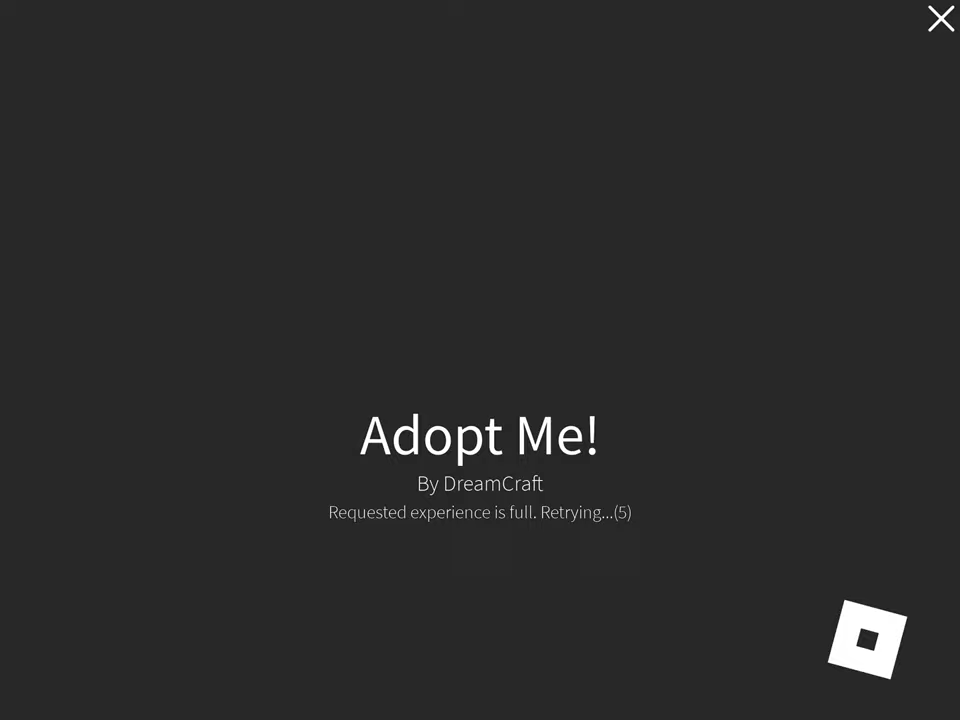 Adopt Me!
By DreamCraft
Requested experience is full. Retrying...(5)